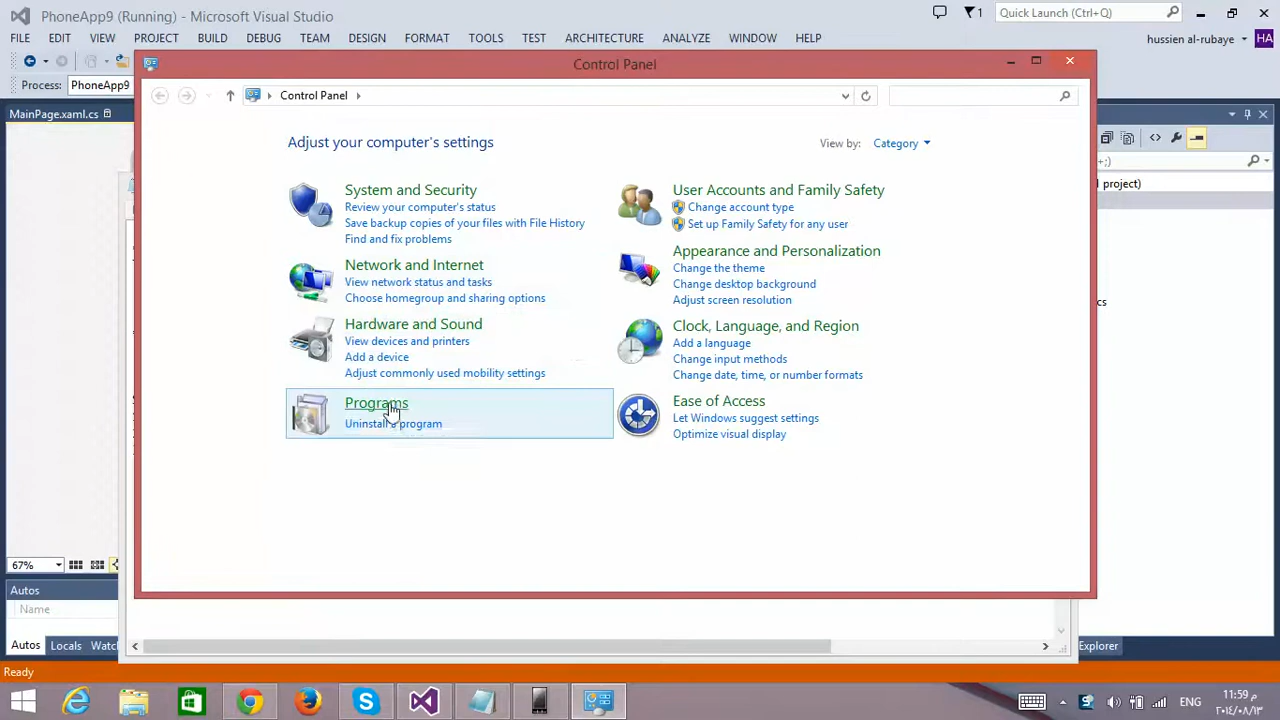 PhoneApp9 (Running) - Microsoft Visual Studio
1
Quick Launch (Ctrl+Q)
FILE EDIT VIEW PROJECT BUILD DEBUG TEAM DESIGN FORMAT TOOLS TEST ARCHITECTURE ANALYZE WINDOW HELP
hussien al-rubaye
HA
Control Panel
Process: PhoneApp9
Control Panel
MainPage.xaml.cs
Adjust your computer's settings
View by: Category
System and Security
Review your computer's status
Save backup copies of your files with File History
Find and fix problems
Network and Internet
View network status and tasks
Choose homegroup and sharing options
Hardware and Sound
View devices and printers
Add a device
Adjust commonly used mobility settings
Programs
Uninstall a program
User Accounts and Family Safety
Change account type
Set up Family Safety for any user
Appearance and Personalization
Change the theme
Change desktop background
Adjust screen resolution
Clock, Language, and Region
Add a language
Change input methods
Change date, time, or number formats
Ease of Access
Let Windows suggest settings
Optimize visual display
+;)
project)
cs
67%
Autos
Name
Autos Locals Watc
Explorer
Ready
ENG
11:59 م
٢٠١٤/٠٨/١٣